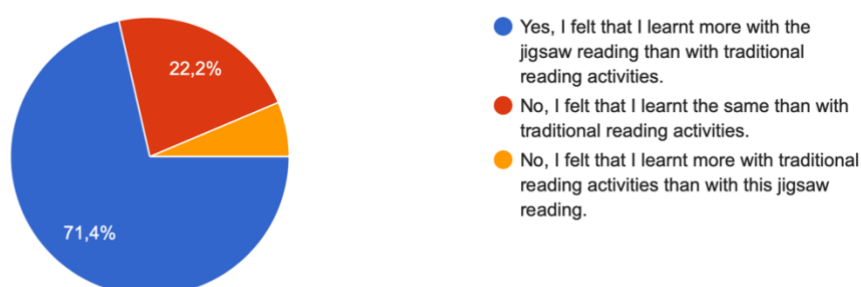 22,2%
71,4%
Yes, I felt that I learnt more with the
jigsaw reading than with traditional
reading activities.
No, I felt that I learnt the same than with
traditional reading activities.
No, I felt that I learnt more with traditional
reading activities than with this jigsaw
reading.